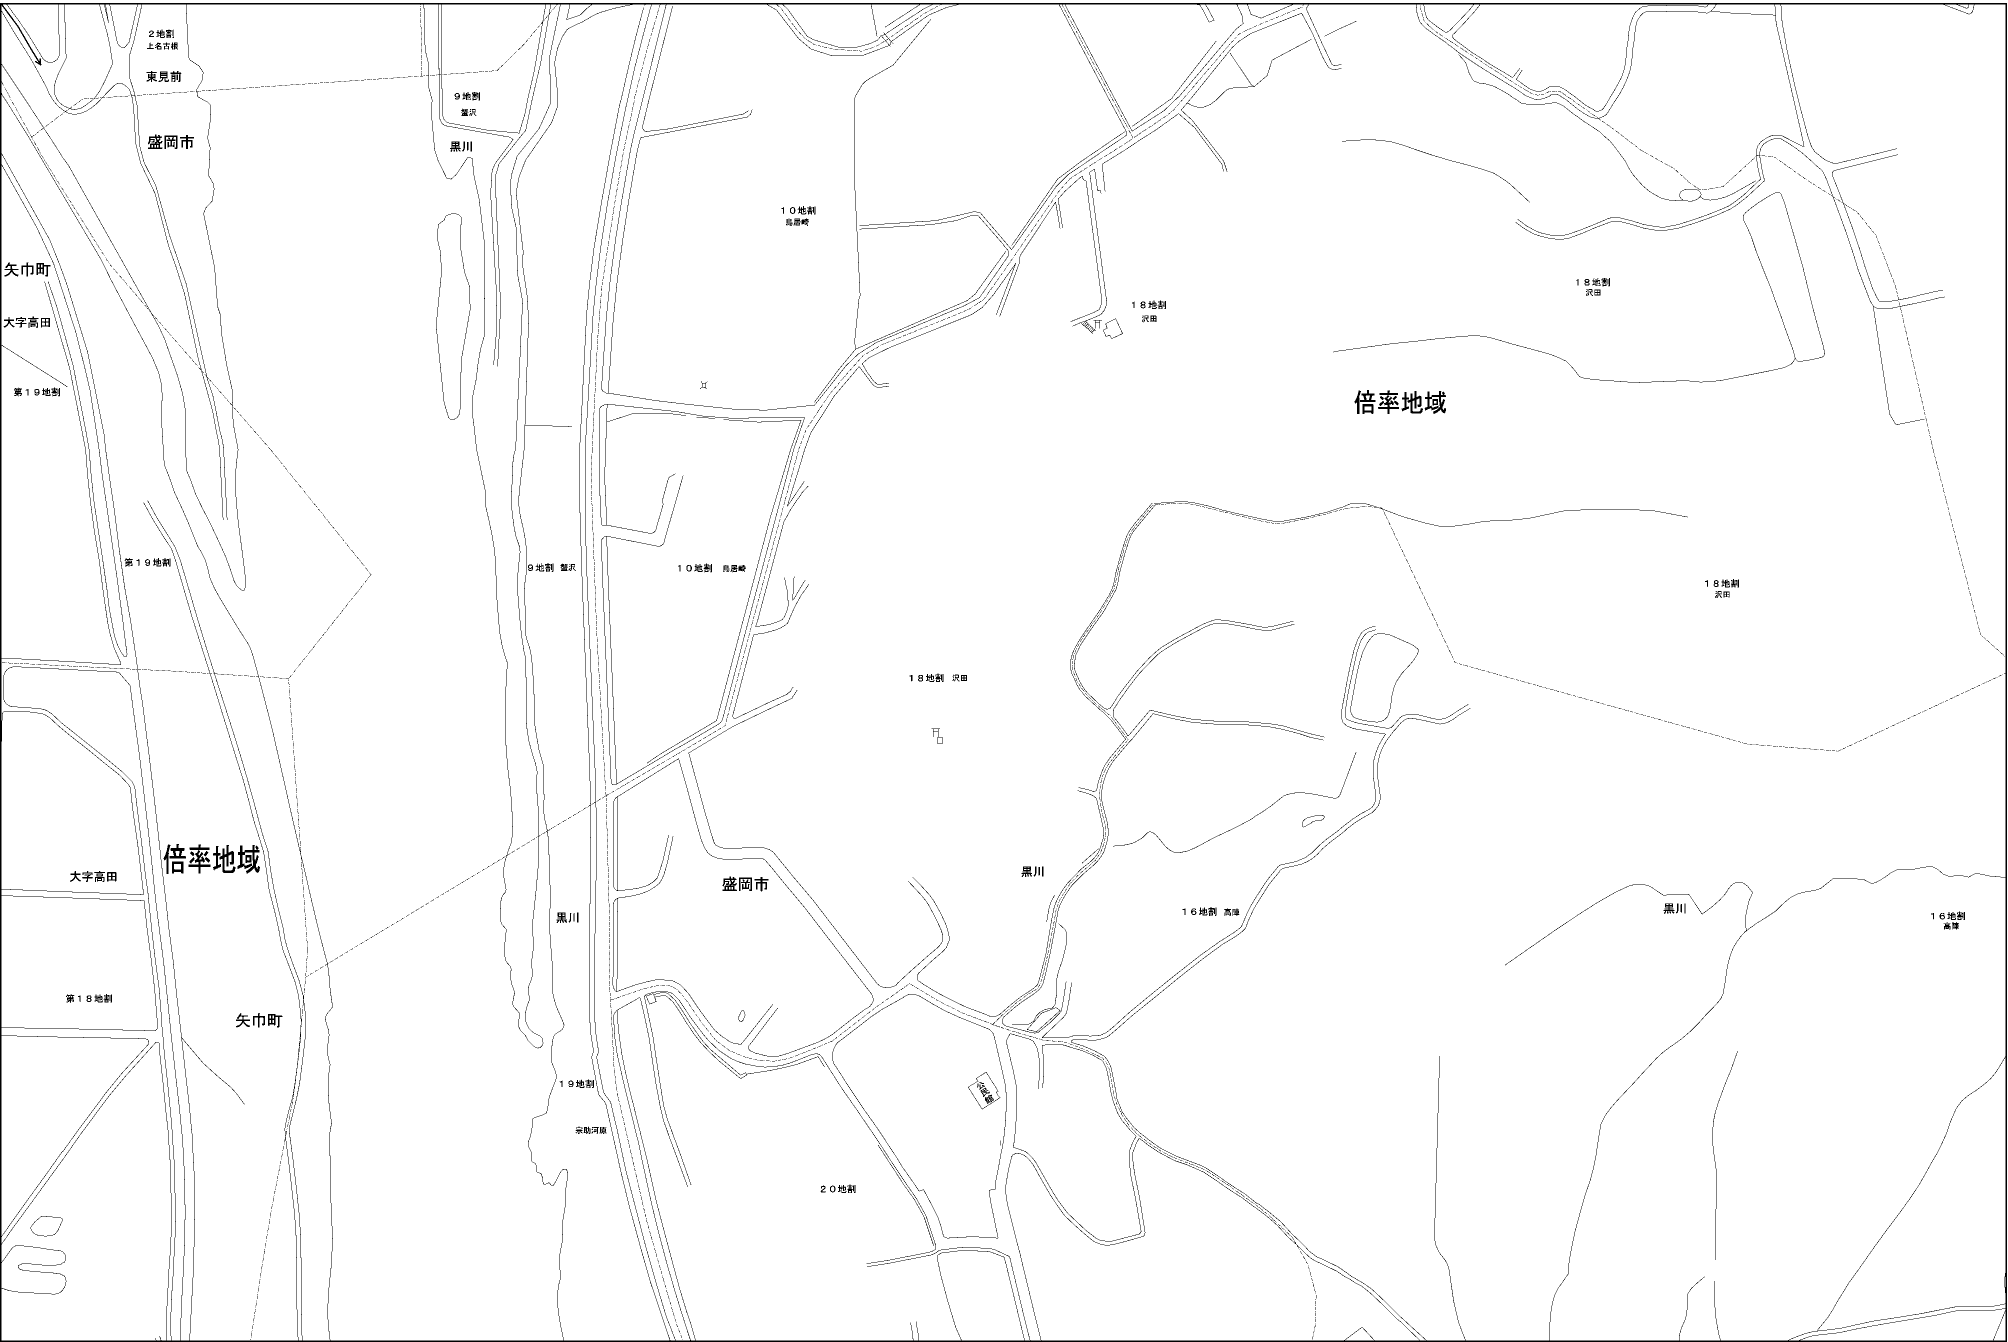 ２地割
上名古根
東見前
９地割
蟹沢
盛岡市
黒川
１０地割
鳥居崎
矢巾町
１８地割
沢田
１８地割
沢田
大字高田
第１９地割
倍率地域
第１９地割
９地割 蟹沢
１０地割 鳥居崎
１８地割
沢田
１８地割 沢田
倍率地域
大字高田
盛岡市
黒川
黒川
１６地割 高陣
黒川
１６地割
高陣
第１８地割
矢巾町
１９地割
公民館
宗助河原
２０地割